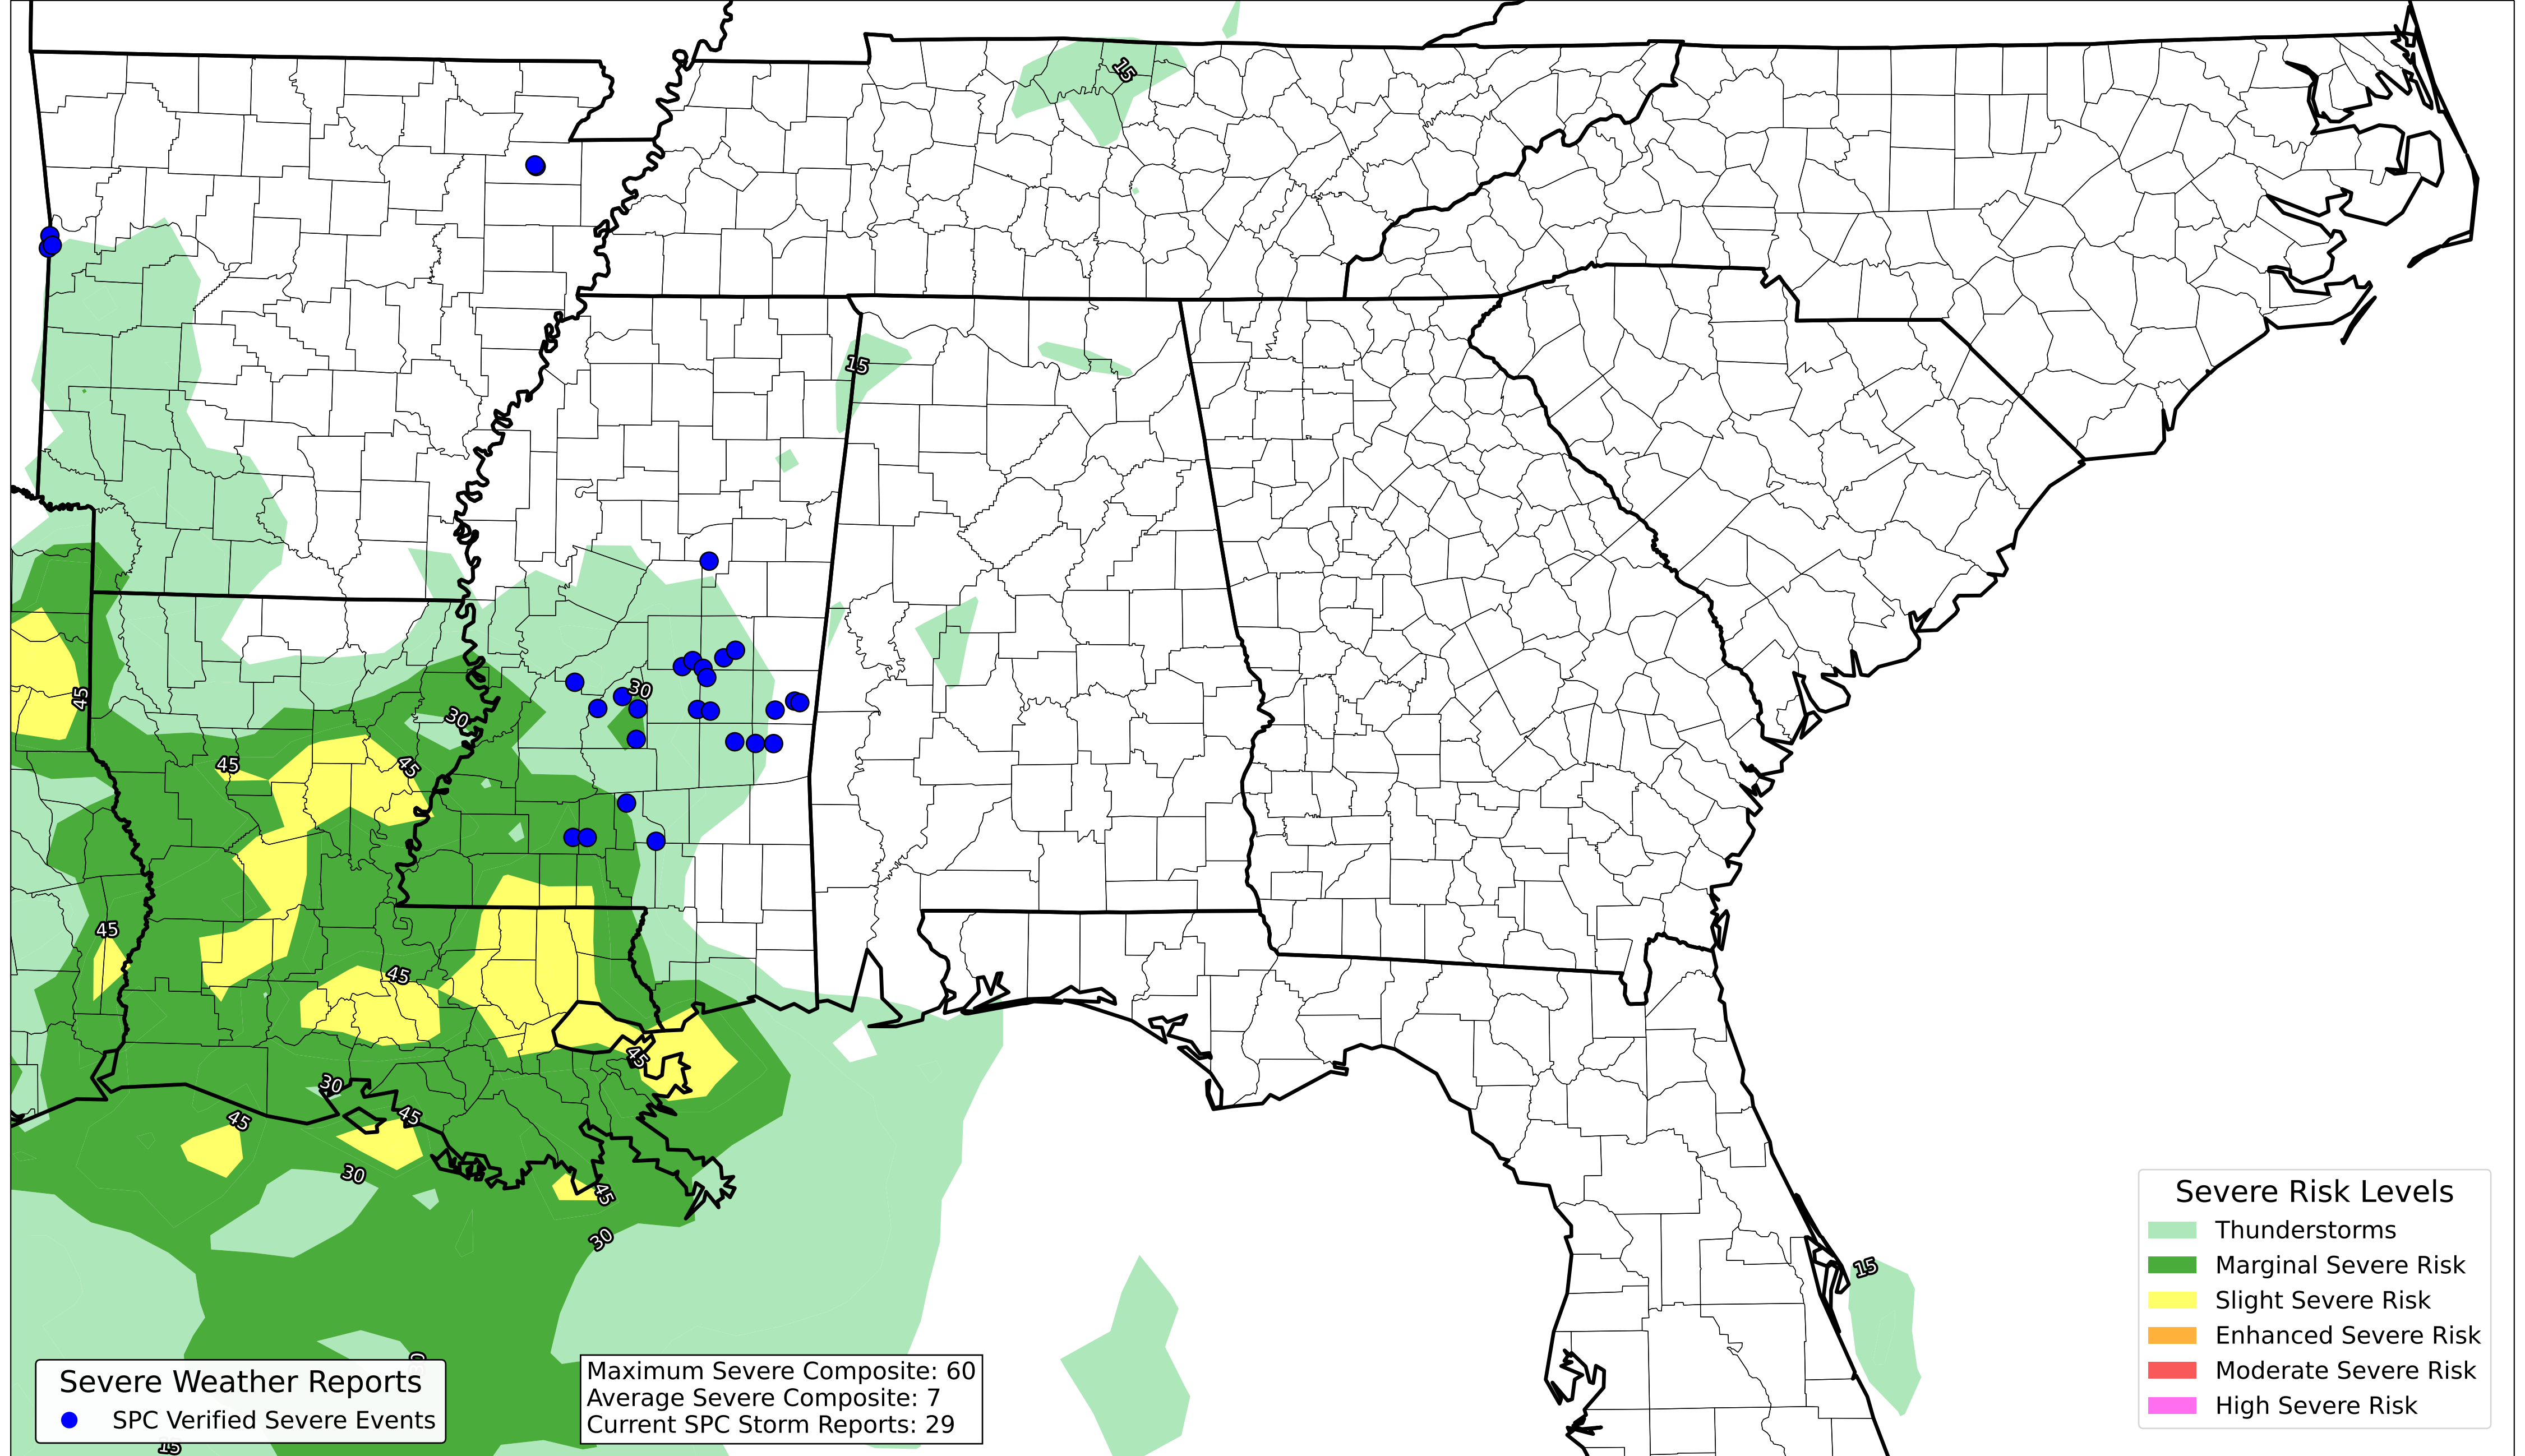 15
15
30
45
30
45
45
45
45
45
30
45
45
30
45
30
15
15
Severe Weather Reports
SPC Verified Severe Events
Maximum Severe Composite: 60
Average Severe Composite: 7
Current SPC Storm Reports: 29
Severe Risk Levels
Thunderstorms
Marginal Severe Risk
Slight Severe Risk
Enhanced Severe Risk
Moderate Severe Risk
High Severe Risk